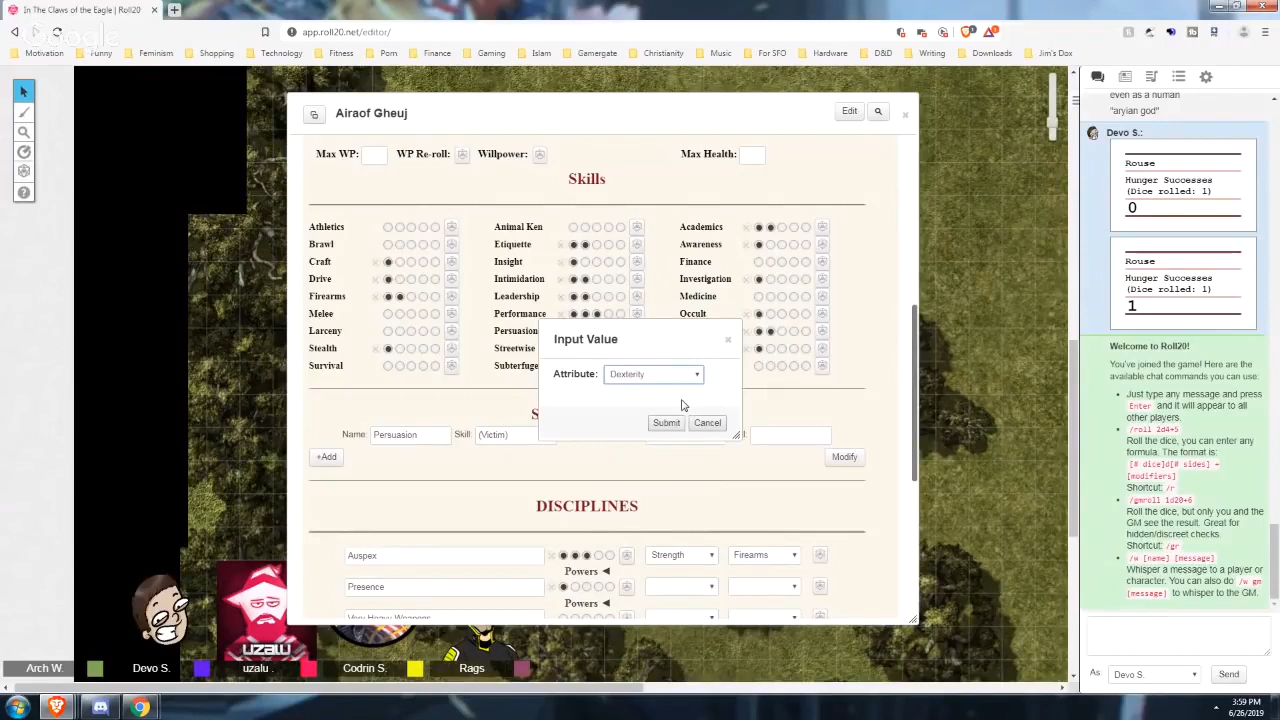 In The Claws of the Eagle | Roll20
Google
app.roll20.net/editor/
Motivation Funny Feminism Shopping Technology Fitness Porn Finance Gaming Islam Gamergate Christianity Music For SFO Hardware D&D Writing Downloads Jim's Dox
Airaof Gheuj
Edit
Max WP: WP Re-roll: Willpower: Max Health:
Skills
Athletics Animal Ken Academics
Brawl Etiquette Awareness
Craft Insight Finance
Drive Intimidation Investigation
Firearms Leadership Medicine
Melee Performance Occult
Larceny Persuasion
Stealth Streetwise
Survival Subterfuge
Input Value
Attribute: Dexterity
Submit Cancel
S
Name: Persuasion Skill: (Victim) l:
+Add Modify
DISCIPLINES
Auspex Strength Firearms
Powers
Presence
Powers
Very Heavy Weapons
UZALU
Arch W. Devo S. uzalu . Codrin S. Rags
even as a human
"aryian god"
Devo S.:
Rouse
Hunger Successes
(Dice rolled: 1)
0
Rouse
Hunger Successes
(Dice rolled: 1)
1
Welcome to Roll20!
You've joined the game! Here are
the available chat commands you can
use:
Just type any message and press
Enter and it will appear to all
other players
/roll 2d4+5
Roll the dice, you can enter any
formula. The format is:
[# dice]d[# sides] +
[modifiers]
Shortcut: /r
/gmroll 1d20+6
Roll the dice, but only you and the
GM see the result. Great for
hidden/discreet checks.
Shortcut: /gr
/w [name] [message]
Whisper a message to a player or
character. You can also do /w gm
[message] to whisper to the GM.
As: Devo S. Send
3:59 PM
6/26/2019